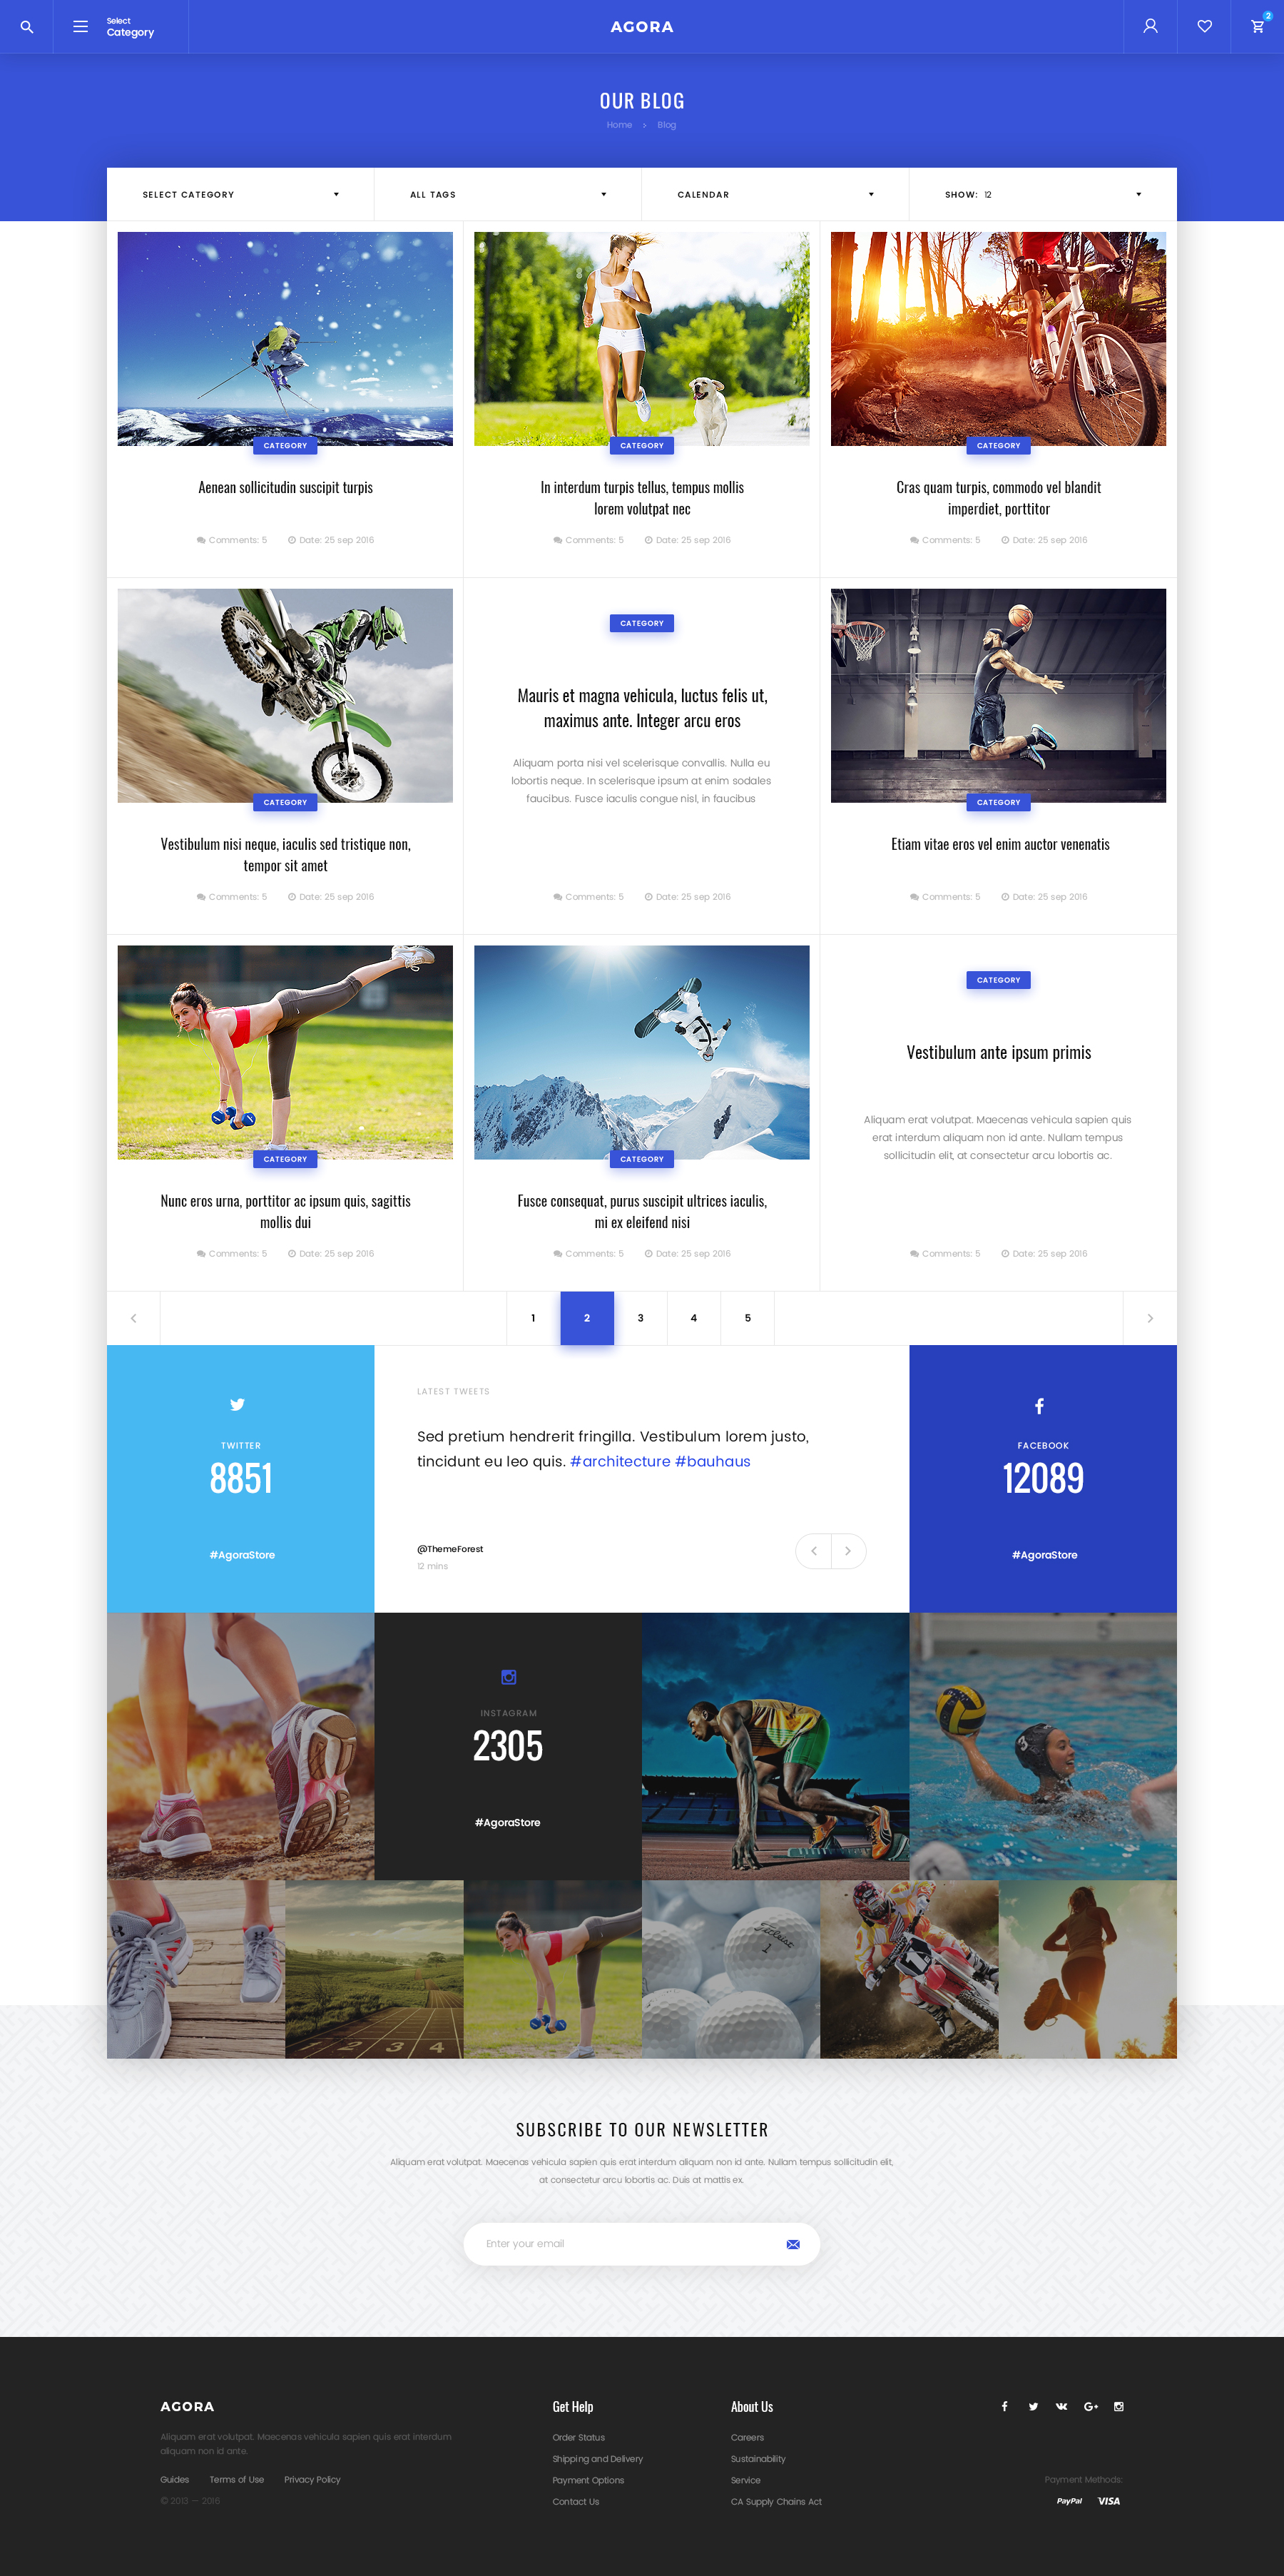 Select
Category
AGORA
2
OUR BLOG
Home > Blog
SELECT CATEGORY
ALL TAGS
CALENDAR
SHOW: 12
CATEGORY
CATEGORY
CATEGORY
Aenean sollicitudin suscipit turpis
In interdum turpis tellus, tempus mollis
lorem volutpat nec
Cras quam turpis, commodo vel blandit
imperdiet, porttitor
Comments: 5 Date: 25 sep 2016
Comments: 5 Date: 25 sep 2016
Comments: 5 Date: 25 sep 2016
CATEGORY
Mauris et magna vehicula, luctus felis ut,
maximus ante. Integer arcu eros
Aliquam porta nisi vel scelerisque convallis. Nulla eu
lobortis neque. In scelerisque ipsum at enim sodales
faucibus. Fusce iaculis congue nisl, in faucibus
CATEGORY
CATEGORY
Vestibulum nisi neque, iaculis sed tristique non,
tempor sit amet
Etiam vitae eros vel enim auctor venenatis
Comments: 5 Date: 25 sep 2016
Comments: 5 Date: 25 sep 2016
Comments: 5 Date: 25 sep 2016
CATEGORY
Vestibulum ante ipsum primis
Aliquam erat volutpat. Maecenas vehicula sapien quis
erat interdum aliquam non id ante. Nullam tempus
sollicitudin elit, at consectetur arcu lobortis ac.
CATEGORY
CATEGORY
Nunc eros urna, porttitor ac ipsum quis, sagittis
mollis dui
Fusce consequat, purus suscipit ultrices iaculis,
mi ex eleifend nisi
Comments: 5 Date: 25 sep 2016
Comments: 5 Date: 25 sep 2016
Comments: 5 Date: 25 sep 2016
1 2 3 4 5
TWITTER
8851
#AgoraStore
LATEST TWEETS
Sed pretium hendrerit fringilla. Vestibulum lorem justo,
tincidunt eu leo quis. #architecture #bauhaus
@ThemeForest
12 mins
FACEBOOK
12089
#AgoraStore
INSTAGRAM
2305
#AgoraStore
5
3
1 2 3 4
Titleist
1
SUBSCRIBE TO OUR NEWSLETTER
Aliquam erat volutpat. Maecenas vehicula sapien quis erat interdum aliquam non id ante. Nullam tempus sollicitudin elit,
at consectetur arcu lobortis ac. Duis at mattis ex.
Enter your email
AGORA
Aliquam erat volutpat. Maecenas vehicula sapien quis erat interdum
aliquam non id ante.
Guides Terms of Use Privacy Policy
© 2013 — 2016
Get Help
Order Status
Shipping and Delivery
Payment Options
Contact Us
About Us
Careers
Sustainability
Service
CA Supply Chains Act
Payment Methods:
PayPal VISA